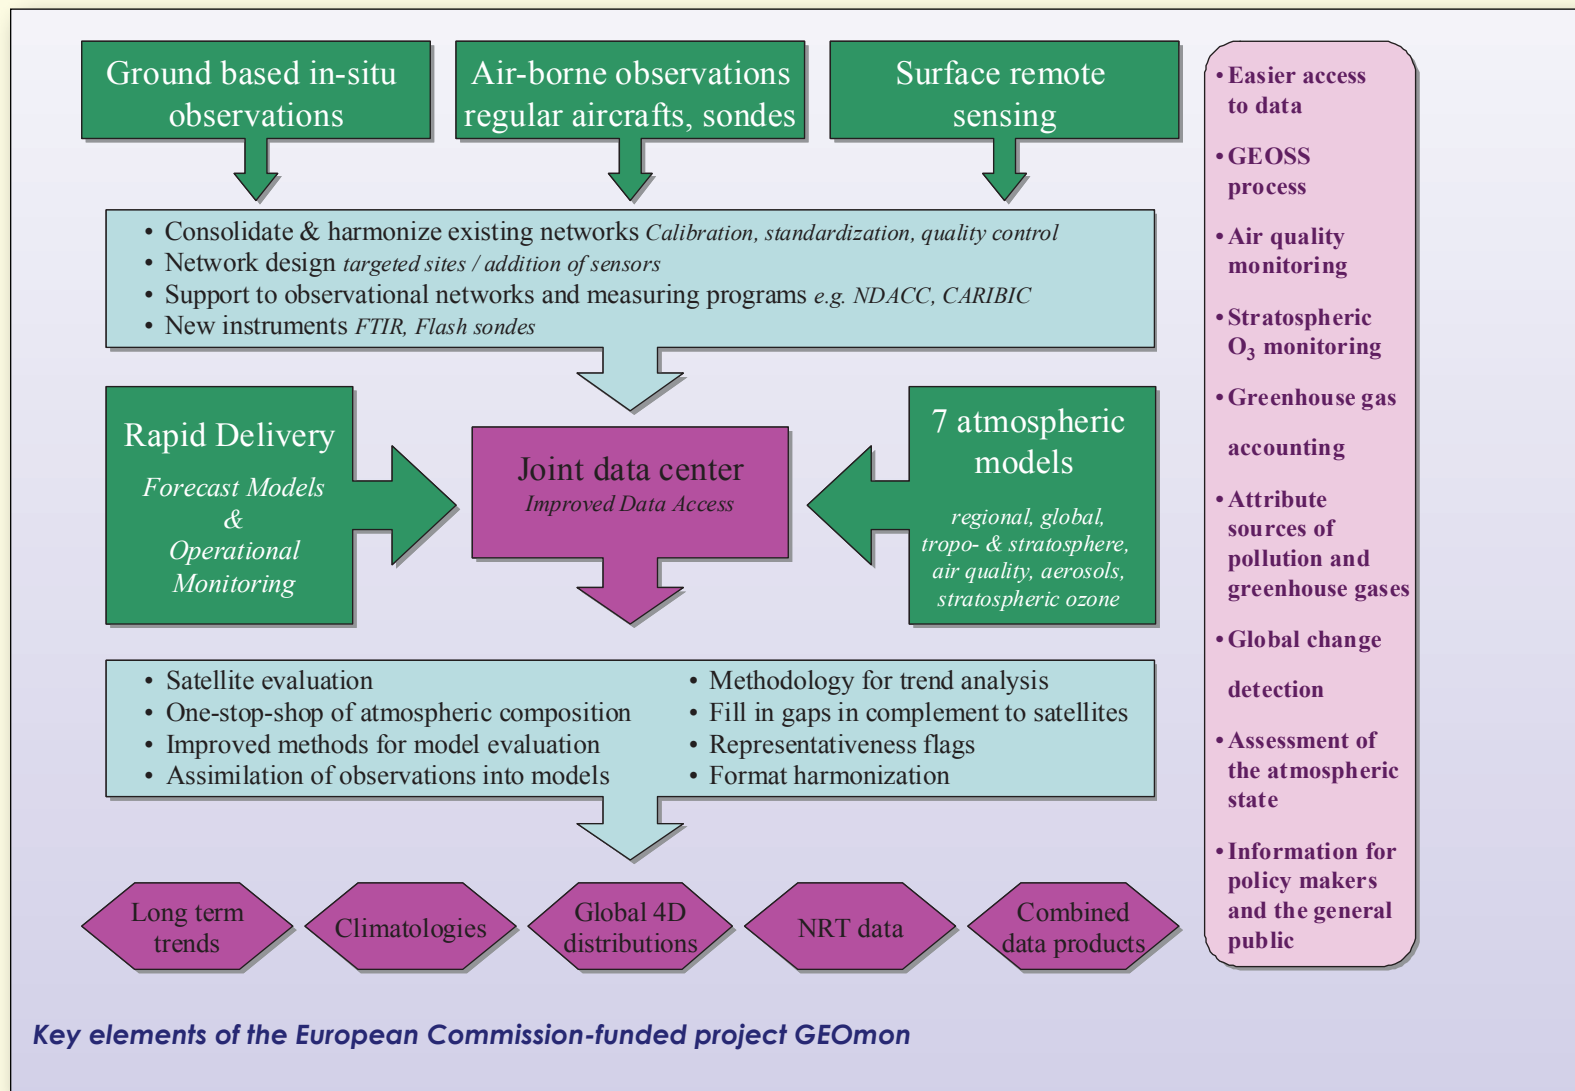 Ground based in-situ
observations
Air-borne observations
regular aircrafts, sondes
Surface remote
sensing
• Consolidate & harmonize existing networks Calibration, standardization, quality control
• Network design targeted sites / addition of sensors
• Support to observational networks and measuring programs e.g. NDACC, CARIBIC
• New instruments FTIR, Flash sondes
Rapid Delivery
Forecast Models
&
Operational
Monitoring
Joint data center
Improved Data Access
7 atmospheric
models
regional, global,
tropo- & stratosphere,
air quality, aerosols,
stratospheric ozone
• Satellite evaluation
• One-stop-shop of atmospheric composition
• Improved methods for model evaluation
• Assimilation of observations into models
• Methodology for trend analysis
• Fill in gaps in complement to satellites
• Representativeness flags
• Format harmonization
Long term
trends
Climatologies
Global 4D
distributions
NRT data
Combined
data products
• Easier access
to data
• GEOSS
process
• Air quality
monitoring
• Stratospheric
O₃ monitoring
• Greenhouse gas
accounting
• Attribute
sources of
pollution and
greenhouse gases
• Global change
detection
• Assessment of
the atmospheric
state
• Information for
policy makers
and the general
public
Key elements of the European Commission-funded project GEOmon